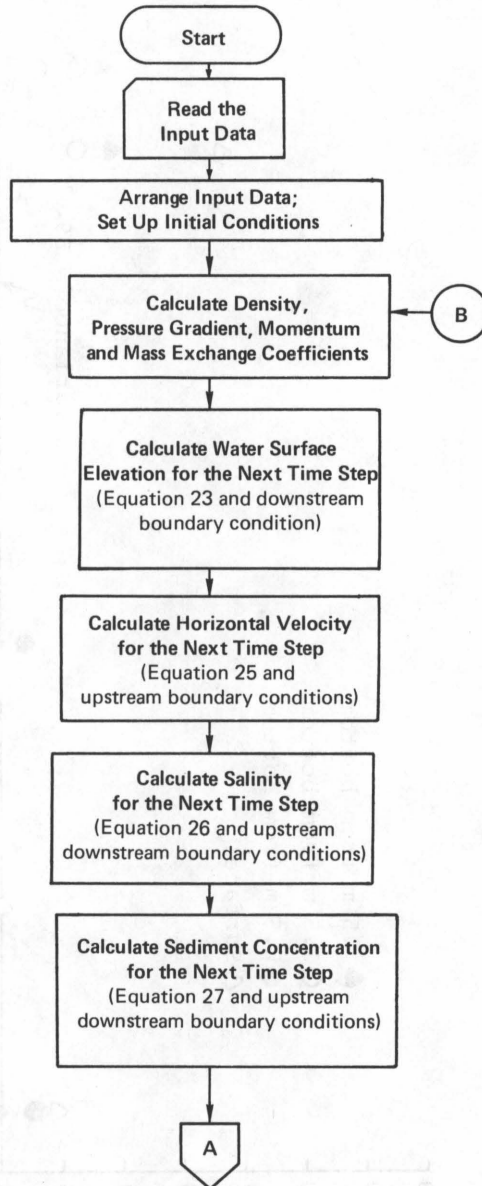 Start
Read the
Input Data
Arrange Input Data;
Set Up Initial Conditions
Calculate Density,
Pressure Gradient, Momentum
and Mass Exchange Coefficients
B
Calculate Water Surface
Elevation for the Next Time Step
(Equation 23 and downstream
boundary condition)
Calculate Horizontal Velocity
for the Next Time Step
(Equation 25 and
upstream boundary conditions)
Calculate Salinity
for the Next Time Step
(Equation 26 and upstream
downstream boundary conditions)
Calculate Sediment Concentration
for the Next Time Step
(Equation 27 and upstream
downstream boundary conditions)
A